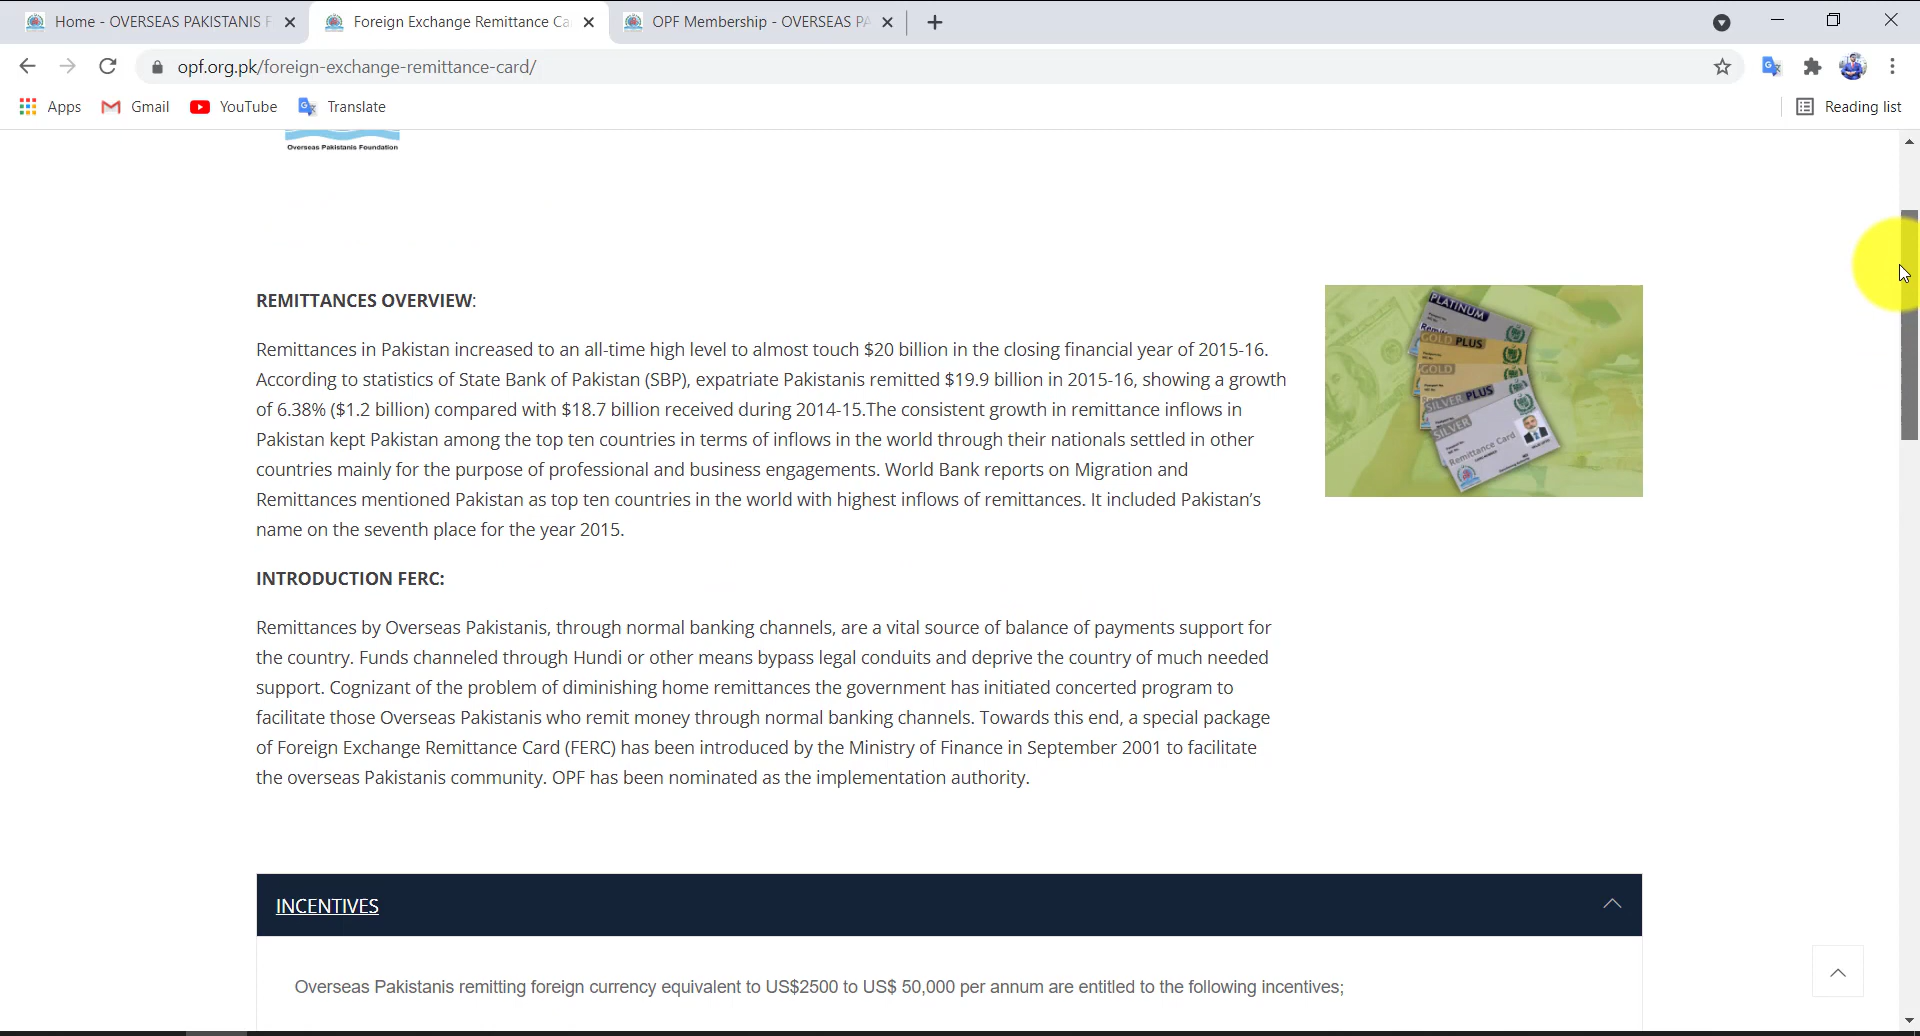 Home - OVERSEAS PAKISTANIS F
Foreign Exchange Remittance Ca
OPF Membership - OVERSEAS PA
opf.org.pk/foreign-exchange-remittance-card/
Apps
Gmail
YouTube
Translate
Reading list
Overseas Pakistanis Foundation
REMITTANCES OVERVIEW:
Remittances in Pakistan increased to an all-time high level to almost touch $20 billion in the closing financial year of 2015-16.
According to statistics of State Bank of Pakistan (SBP), expatriate Pakistanis remitted $19.9 billion in 2015-16, showing a growth
of 6.38% ($1.2 billion) compared with $18.7 billion received during 2014-15.The consistent growth in remittance inflows in
Pakistan kept Pakistan among the top ten countries in terms of inflows in the world through their nationals settled in other
countries mainly for the purpose of professional and business engagements. World Bank reports on Migration and
Remittances mentioned Pakistan as top ten countries in the world with highest inflows of remittances. It included Pakistan’s
name on the seventh place for the year 2015.
PLATINUM
GOLD PLUS
GOLD
SILVER PLUS
SILVER
Remittance Card
INTRODUCTION FERC:
Remittances by Overseas Pakistanis, through normal banking channels, are a vital source of balance of payments support for
the country. Funds channeled through Hundi or other means bypass legal conduits and deprive the country of much needed
support. Cognizant of the problem of diminishing home remittances the government has initiated concerted program to
facilitate those Overseas Pakistanis who remit money through normal banking channels. Towards this end, a special package
of Foreign Exchange Remittance Card (FERC) has been introduced by the Ministry of Finance in September 2001 to facilitate
the overseas Pakistanis community. OPF has been nominated as the implementation authority.
INCENTIVES
Overseas Pakistanis remitting foreign currency equivalent to US$2500 to US$ 50,000 per annum are entitled to the following incentives;